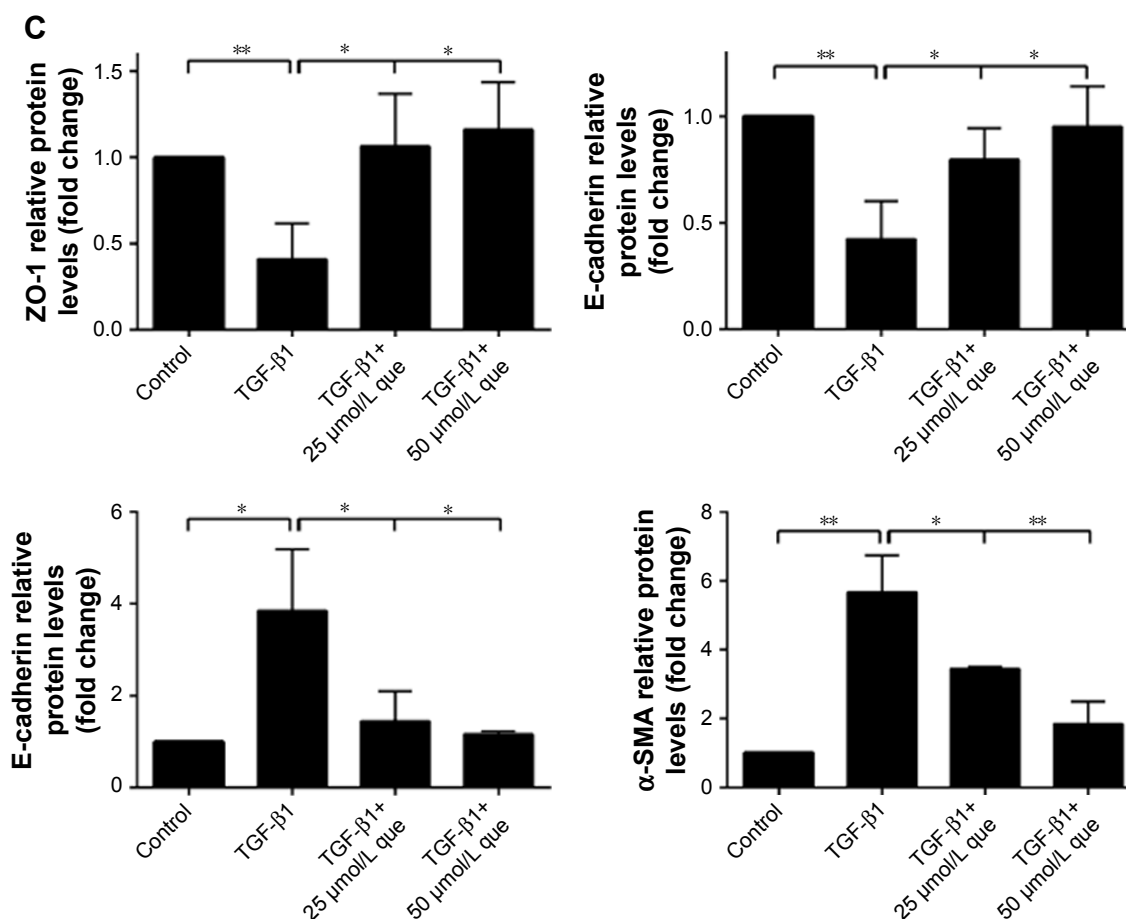 C
ZO-1 relative protein
levels (fold change)
1.5
1.0
0.5
0.0
** * *
Control
TGF-β1
TGF-β1+
25 µmol/L que
TGF-β1+
50 µmol/L que
E-cadherin relative
protein levels
(fold change)
1.0
0.5
0.0
** * *
Control
TGF-β1
TGF-β1+
25 µmol/L que
TGF-β1+
50 µmol/L que
E-cadherin relative
protein levels
(fold change)
6
4
2
0
* * *
Control
TGF-β1
TGF-β1+
25 µmol/L que
TGF-β1+
50 µmol/L que
α-SMA relative protein
levels (fold change)
8
6
4
2
0
** * **
Control
TGF-β1
TGF-β1+
25 µmol/L que
TGF-β1+
50 µmol/L que